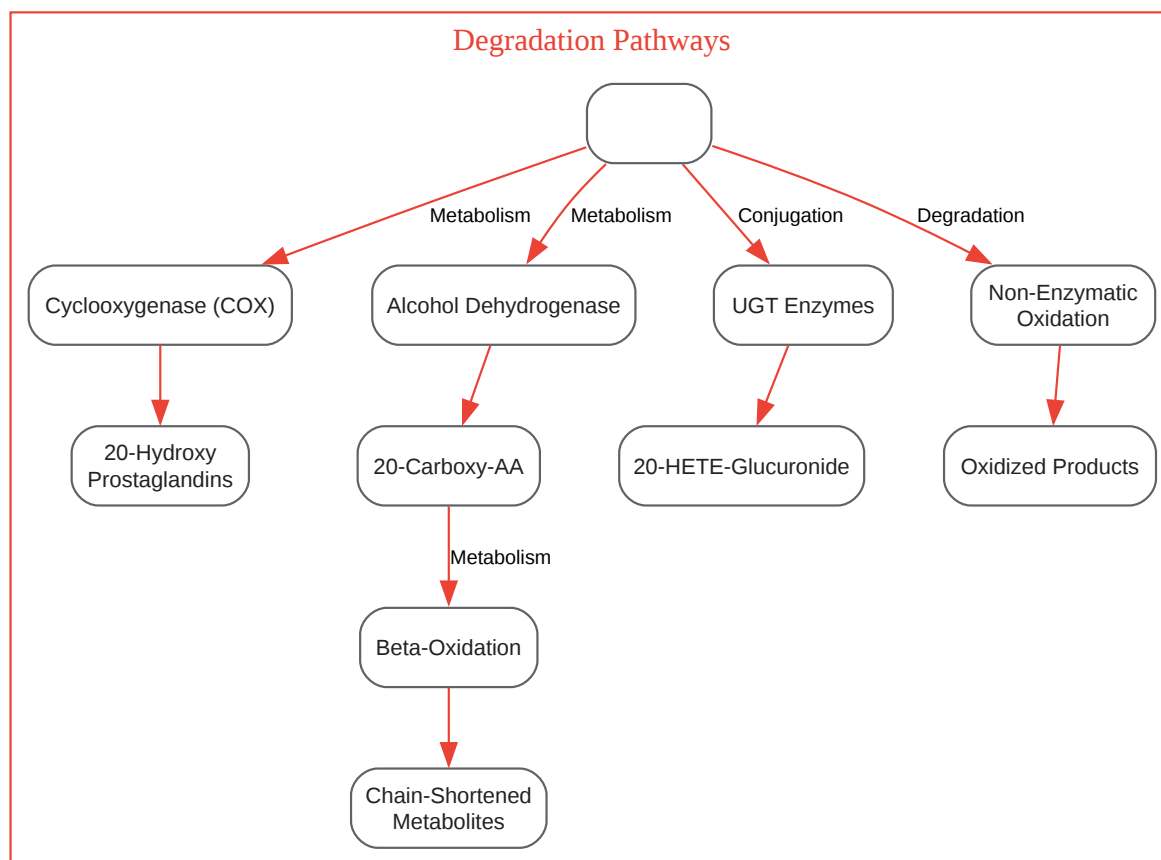 Degradation Pathways
Metabolism
Metabolism
Conjugation
Degradation
Cyclooxygenase (COX)
Alcohol Dehydrogenase
UGT Enzymes
Non-Enzymatic
Oxidation
20-Hydroxy
Prostaglandins
20-Carboxy-AA
20-HETE-Glucuronide
Oxidized Products
Metabolism
Beta-Oxidation
Chain-Shortened
Metabolites